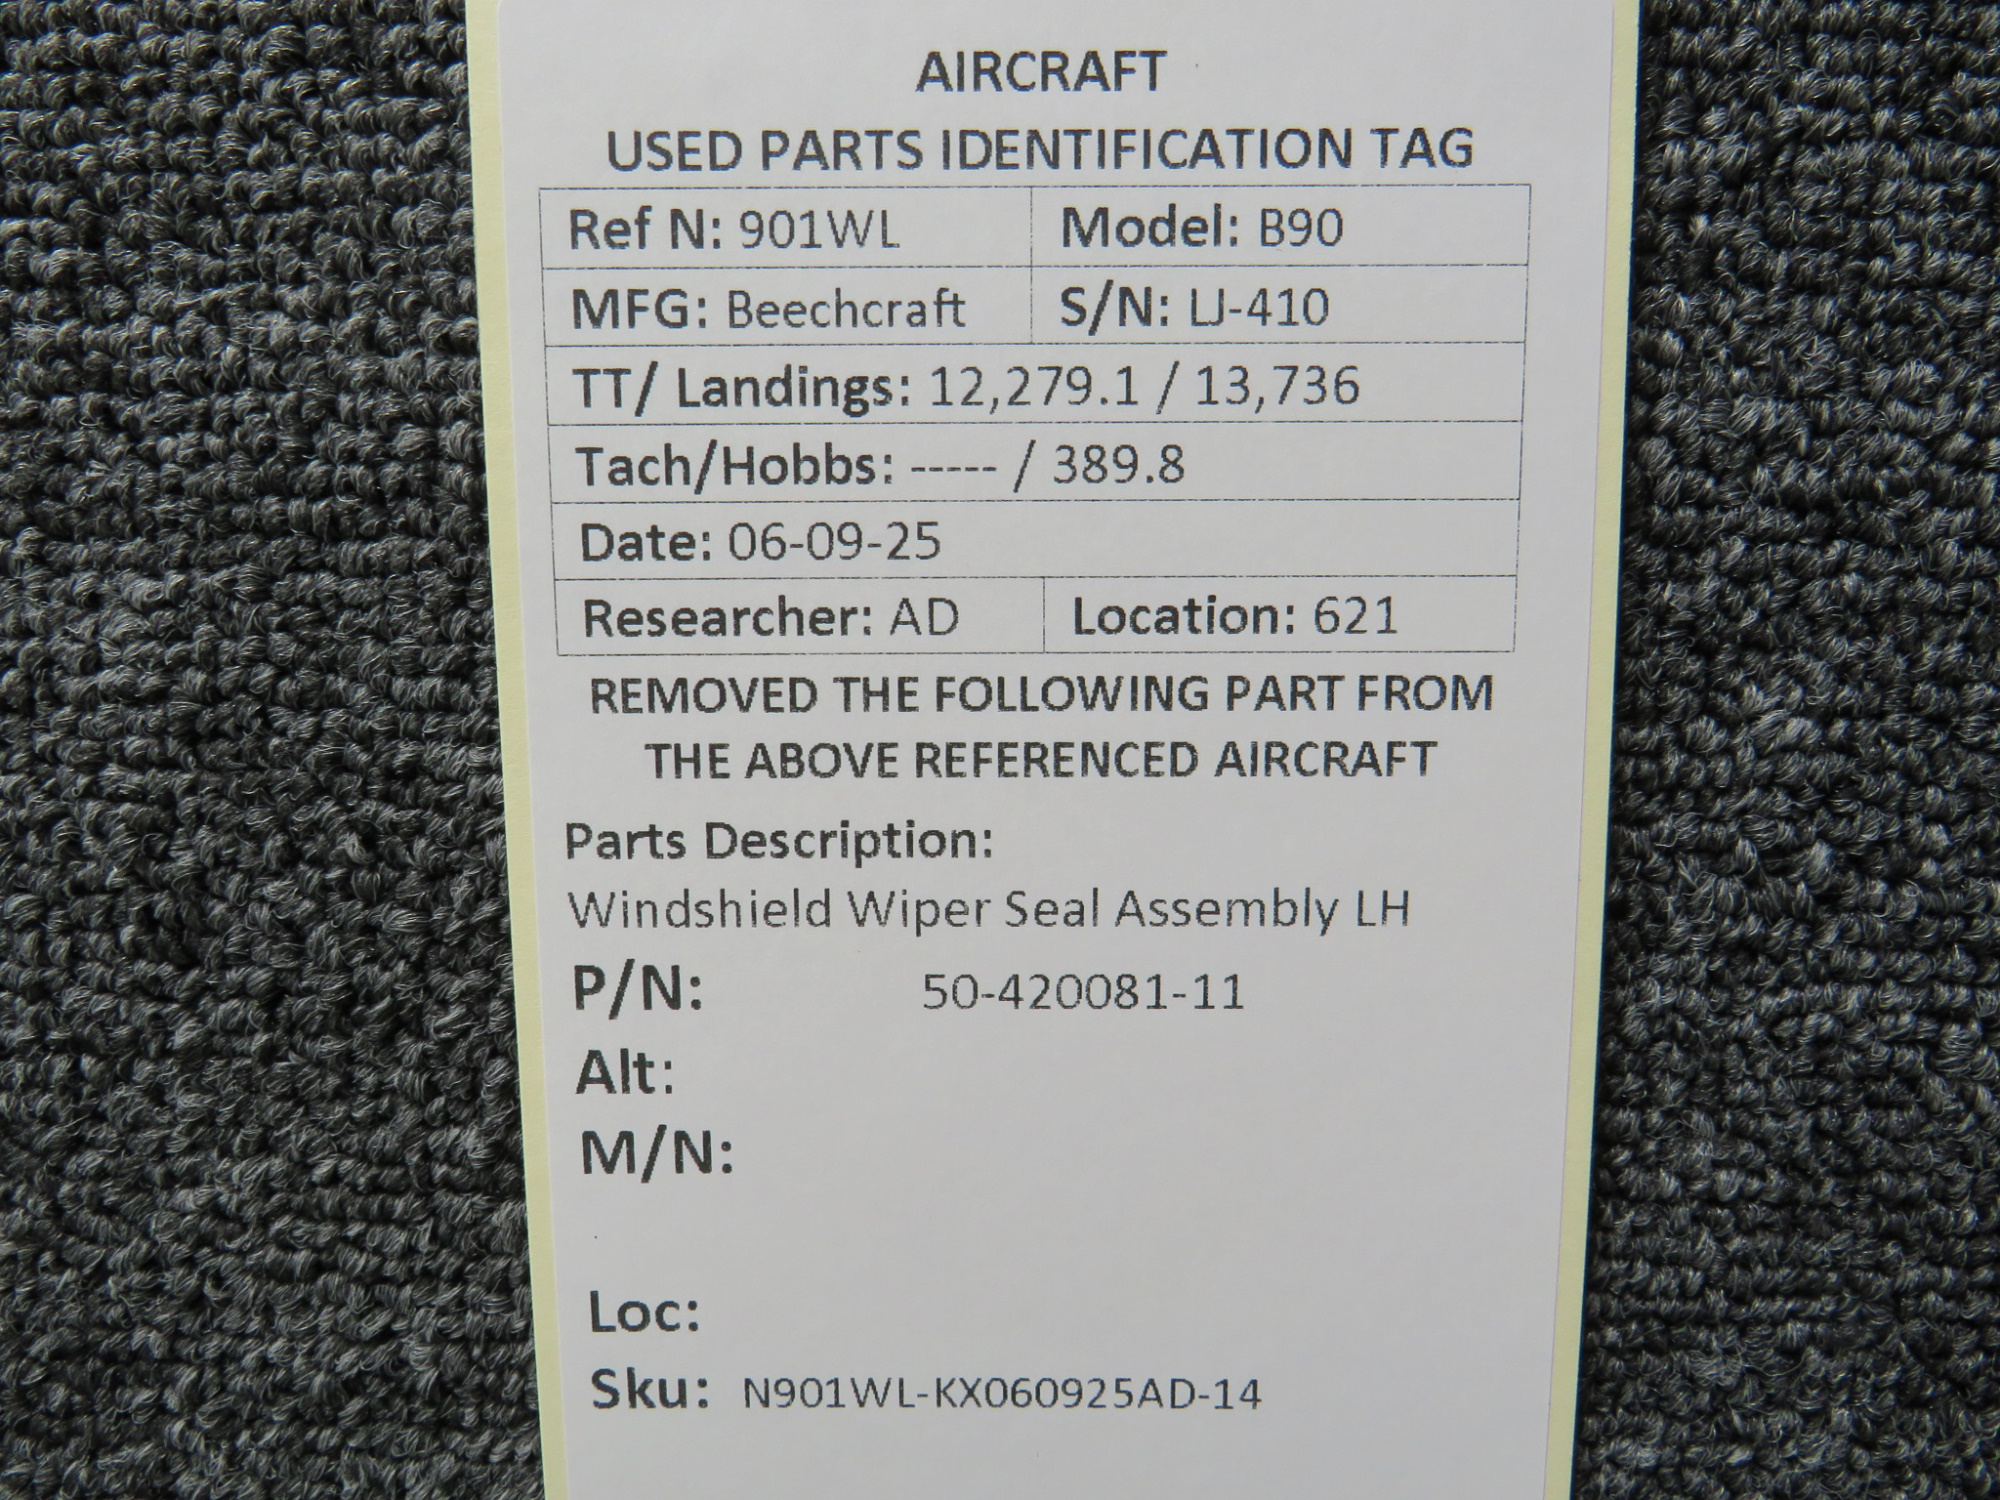 AIRCRAFT
USED PARTS IDENTIFICATION TAG
Ref N: 901WL Model: B90
MFG: Beechcraft S/N: LJ-410
TT/ Landings: 12,279.1 / 13,736
Tach/Hobbs: ----- / 389.8
Date: 06-09-25
Researcher: AD Location: 621
REMOVED THE FOLLOWING PART FROM
THE ABOVE REFERENCED AIRCRAFT
Parts Description:
Windshield Wiper Seal Assembly LH
P/N: 50-420081-11
Alt:
M/N:
Loc:
Sku: N901WL-KX060925AD-14